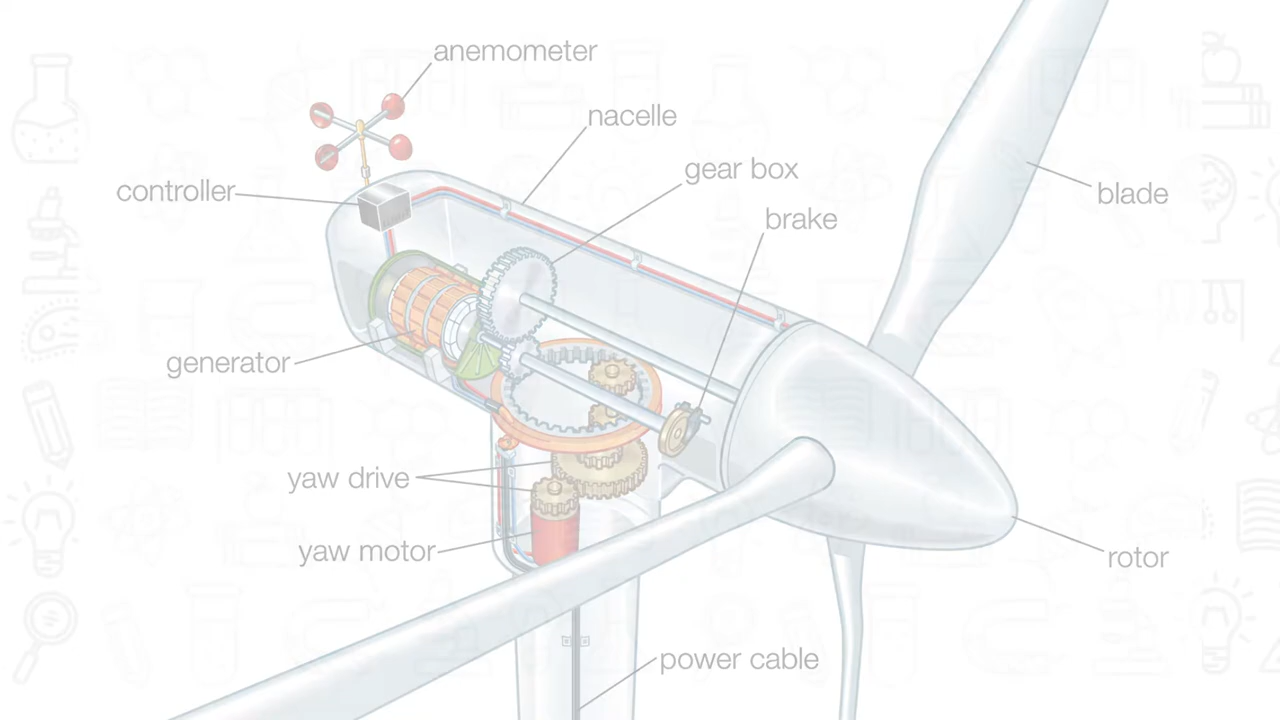 anemometer
nacelle
gear box
controller
blade
brake
generator
yaw drive
yaw motor
rotor
power cable